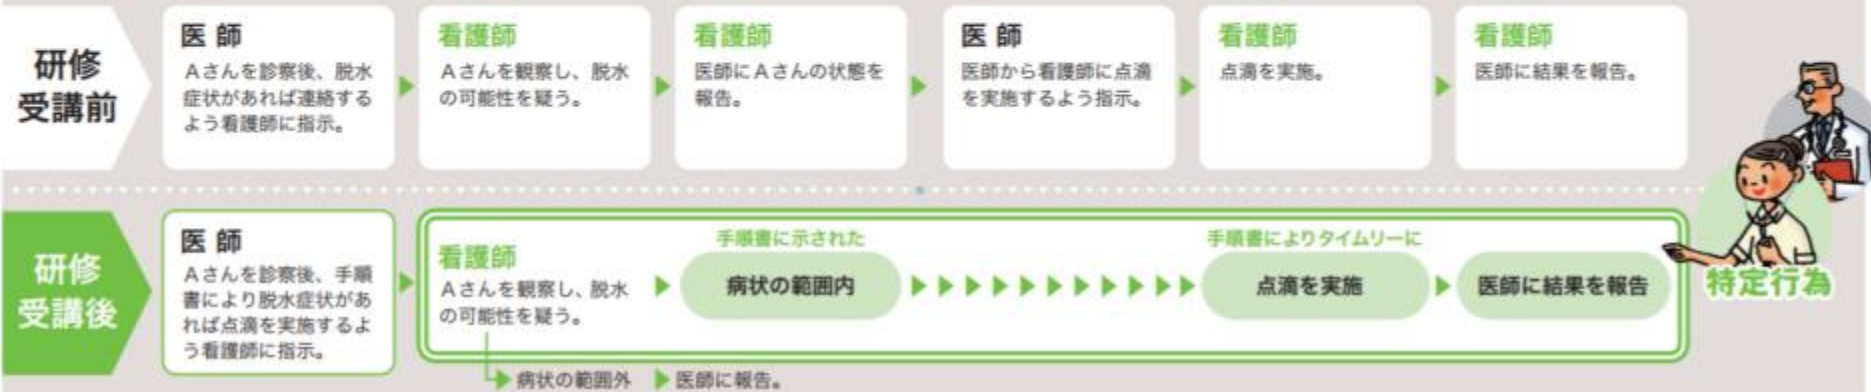 研修
受講前
医 師
Aさんを診察後、脱水
症状があれば連絡する
よう看護師に指示。
看護師
Aさんを観察し、脱水
の可能性を疑う。
看護師
医師にAさんの状態を
報告。
医 師
医師から看護師に点滴
を実施するよう指示。
看護師
点滴を実施。
看護師
医師に結果を報告。
研修
受講後
医 師
Aさんを診察後、手順
書により脱水症状があ
れば点滴を実施するよ
う看護師に指示。
看護師
Aさんを観察し、脱水
の可能性を疑う。
手順書に示された
病状の範囲内
手順書によりタイムリーに
点滴を実施
医師に結果を報告
特定行為
病状の範囲外
医師に報告。